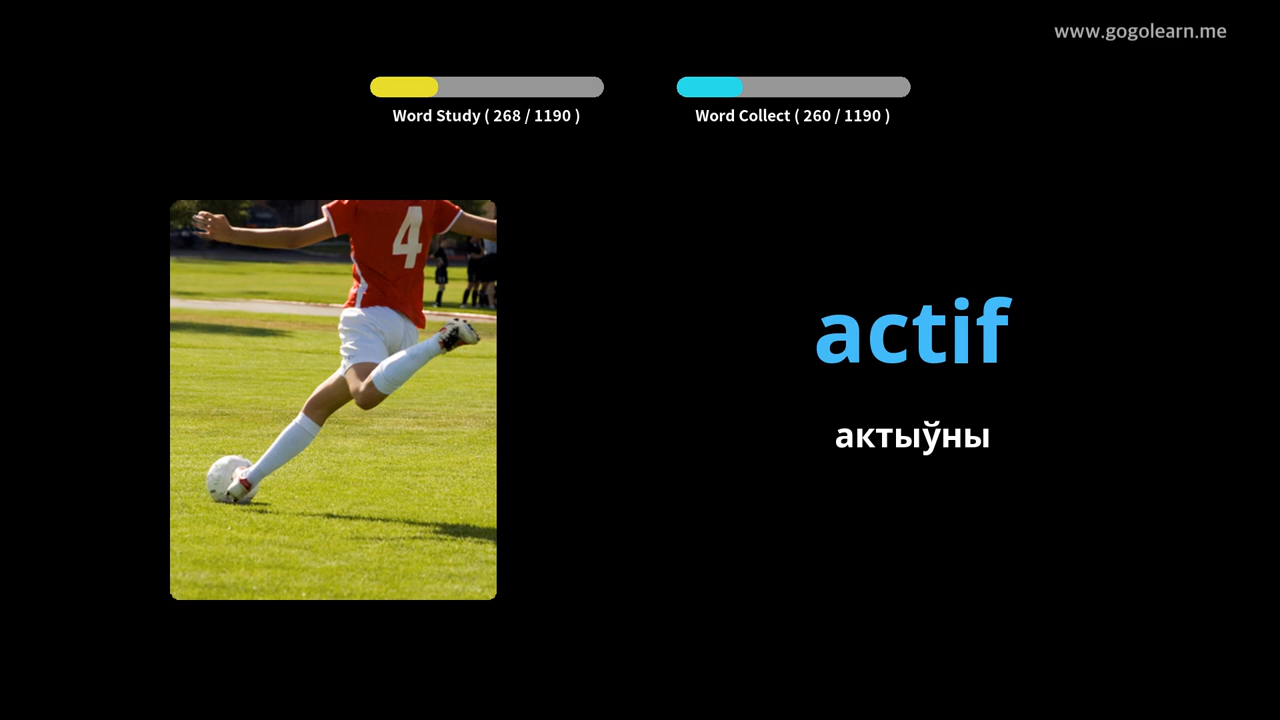 www.gogolearn.me
Word Study ( 268 / 1190 )
Word Collect ( 260 / 1190 )
4
actif
актыўны